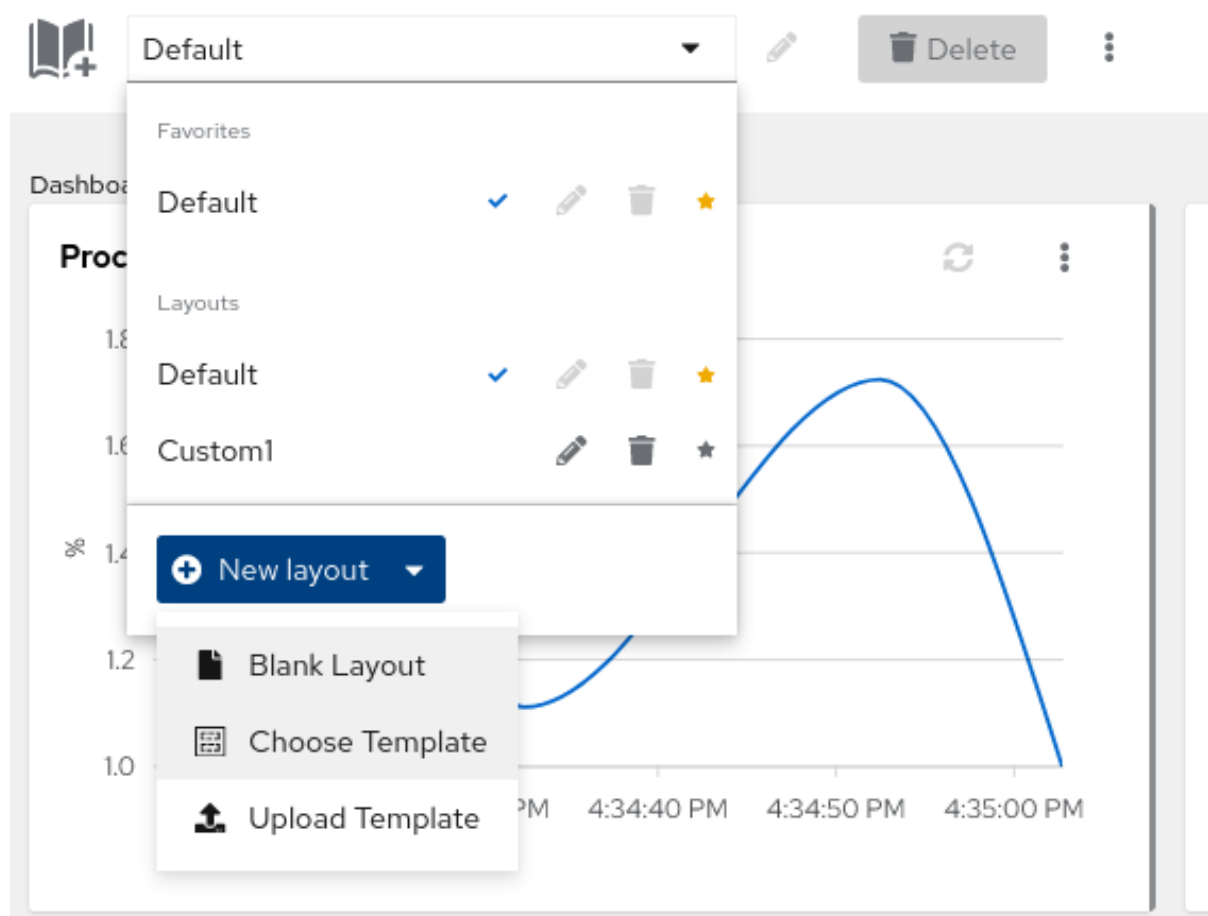 Default
Delete
Favorites
Dashboa
Default
Proc
Layouts
1.8
Default
1.6
Custom1
%
1.4
New layout
1.2
Blank Layout
Choose Template
1.0
PM 4:34:40 PM 4:34:50 PM 4:35:00 PM
Upload Template